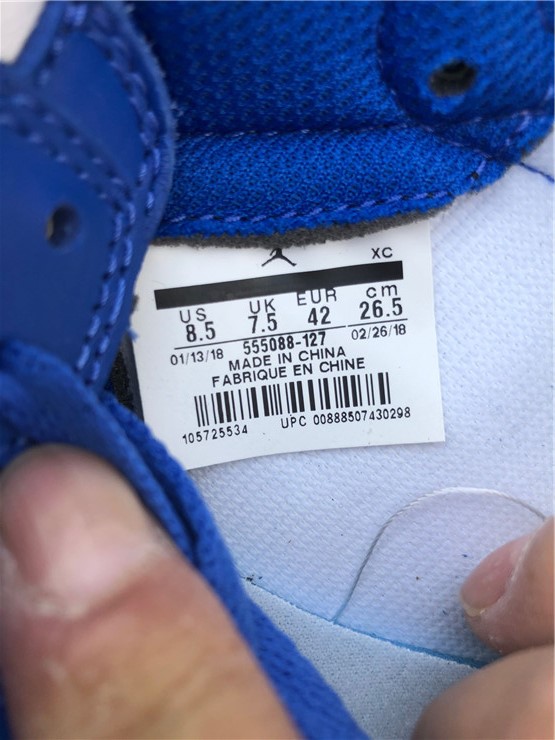 XC
US UK EUR cm
8.5 7.5 42 26.5
01/13/18 555088-127 02/26/18
MADE IN CHINA
FABRIQUE EN CHINE
105725534 UPC 00888507430298